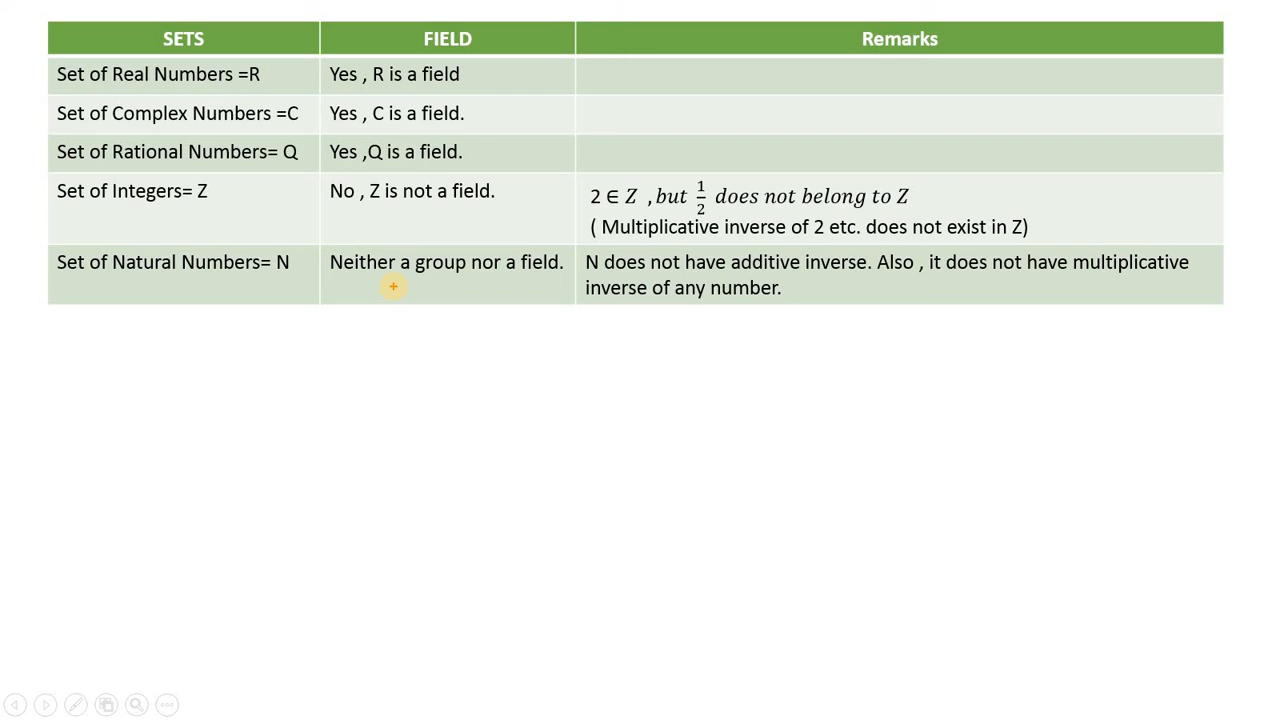 SETS FIELD Remarks
Set of Real Numbers =R Yes , R is a field
Set of Complex Numbers =C Yes , C is a field.
Set of Rational Numbers= Q Yes ,Q is a field.
Set of Integers= Z No , Z is not a field. 2 ∈ Z ,but 1/2 does not belong to Z
( Multiplicative inverse of 2 etc. does not exist in Z)
Set of Natural Numbers= N Neither a group nor a field. N does not have additive inverse. Also , it does not have multiplicative
inverse of any number.